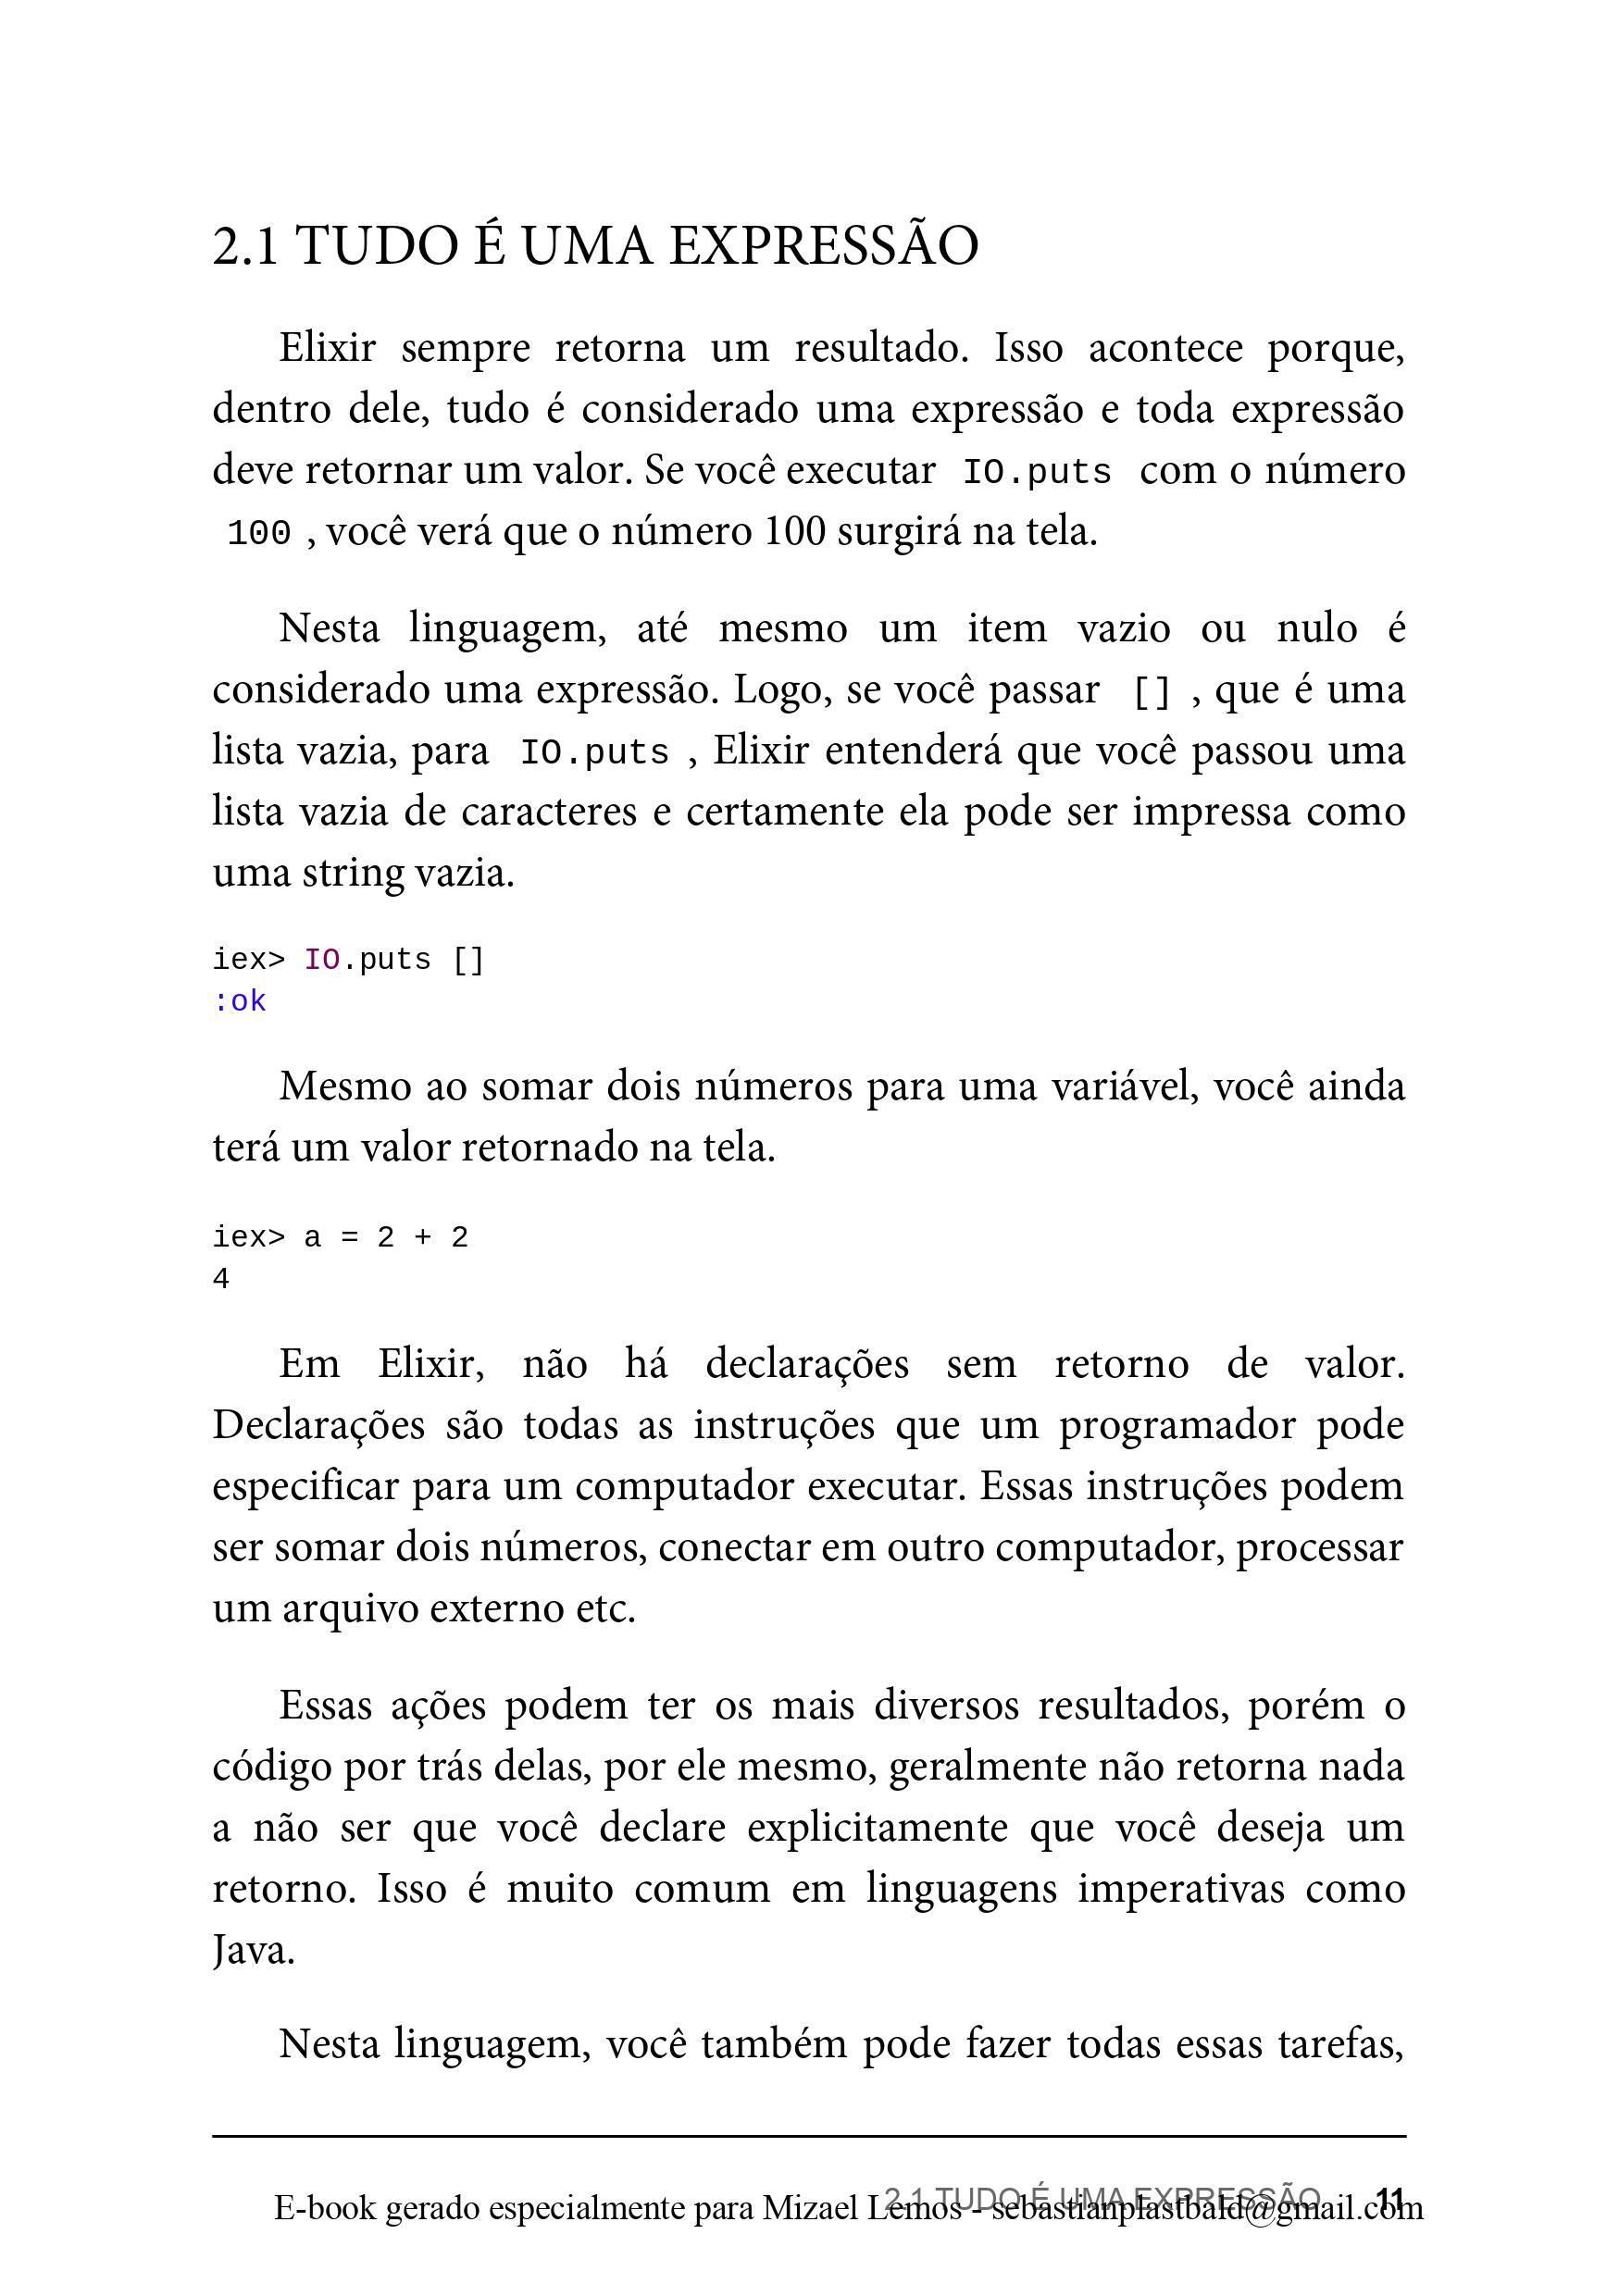 2.1 TUDO É UMA EXPRESSÃO
Elixir sempre retorna um resultado. Isso acontece porque,
dentro dele, tudo é considerado uma expressão e toda expressão
deve retornar um valor. Se você executar IO.puts com o número
100 , você verá que o número 100 surgirá na tela.
Nesta linguagem, até mesmo um item vazio ou nulo é
considerado uma expressão. Logo, se você passar [] , que é uma
lista vazia, para IO.puts , Elixir entenderá que você passou uma
lista vazia de caracteres e certamente ela pode ser impressa como
uma string vazia.
iex> IO.puts []
:ok
Mesmo ao somar dois números para uma variável, você ainda
terá um valor retornado na tela.
iex> a = 2 + 2
4
Em Elixir, não há declarações sem retorno de valor.
Declarações são todas as instruções que um programador pode
especificar para um computador executar. Essas instruções podem
ser somar dois números, conectar em outro computador, processar
um arquivo externo etc.
Essas ações podem ter os mais diversos resultados, porém o
código por trás delas, por ele mesmo, geralmente não retorna nada
a não ser que você declare explicitamente que você deseja um
retorno. Isso é muito comum em linguagens imperativas como
Java.
Nesta linguagem, você também pode fazer todas essas tarefas,
2.1 TUDO É UMA EXPRESSÃO 11
E-book gerado especialmente para Mizael Lemos - sebastianplastbald@gmail.com